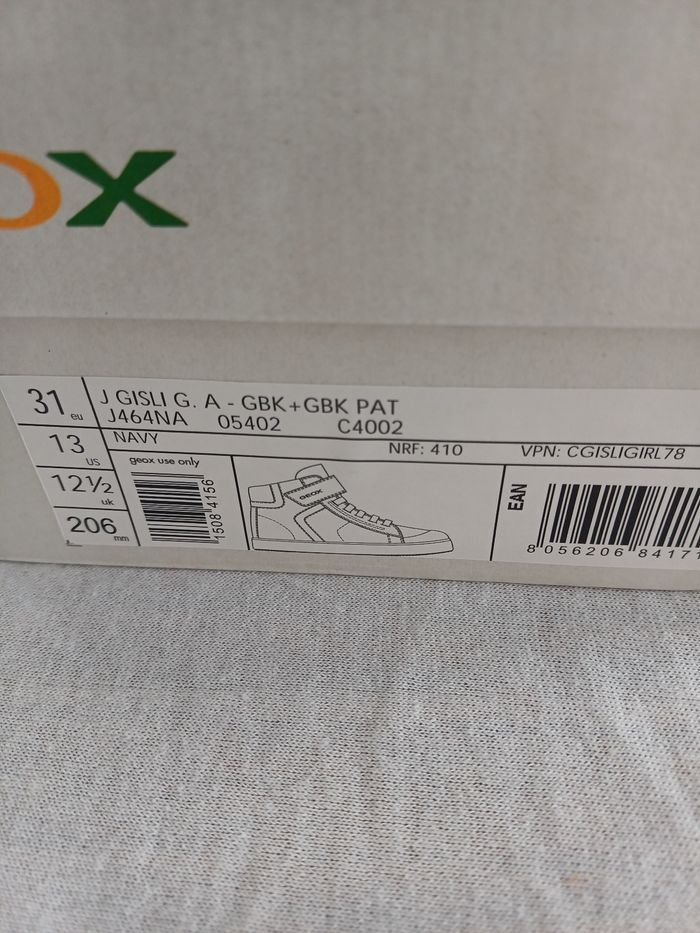 OX
31 eu
J GISLI G. A - GBK+GBK PAT
J464NA 05402 C4002
13 US
NAVY
NRF: 410 VPN: CGISLIGIRL78
12½ uk
geox use only
206 mm
1508 4156
GEOX
EAN
8 056206 84171